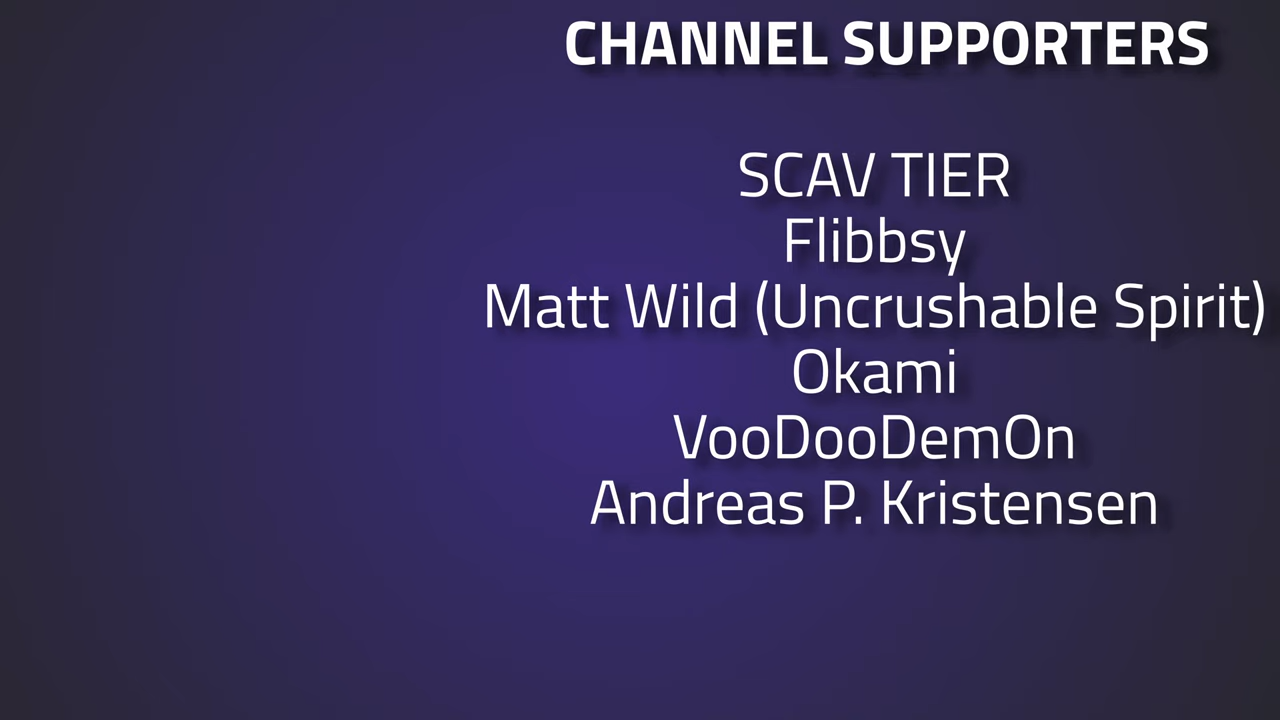 CHANNEL SUPPORTERS
SCAV TIER
Flibbsy
Matt Wild (Uncrushable Spirit)
Okami
VooDooDemOn
Andreas P. Kristensen